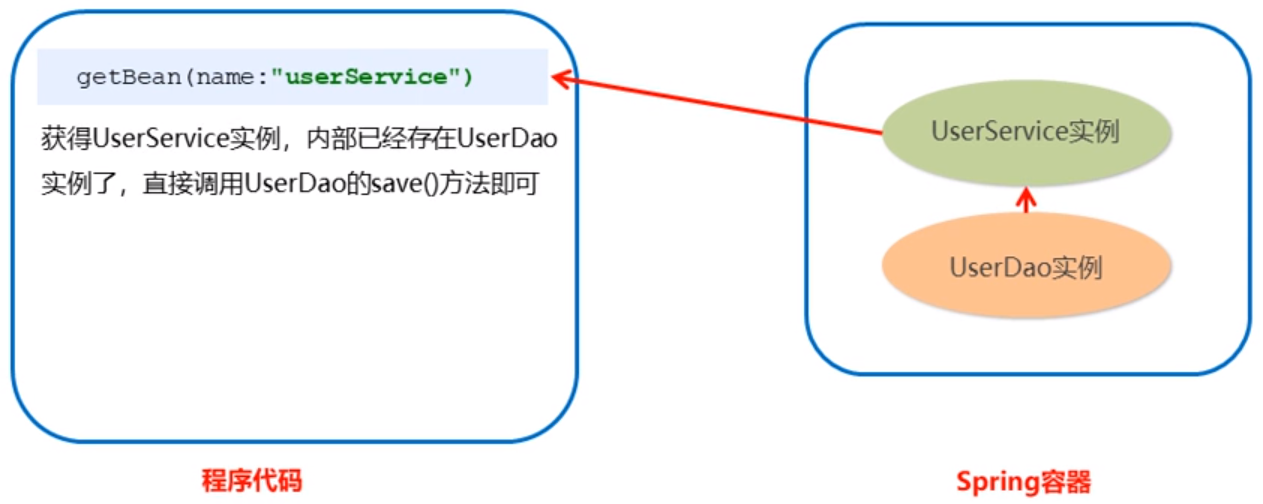 getBean(name:"userService")
获得UserService实例，内部已经存在UserDao
实例了，直接调用UserDao的save()方法即可
程序代码
UserService实例
UserDao实例
Spring容器